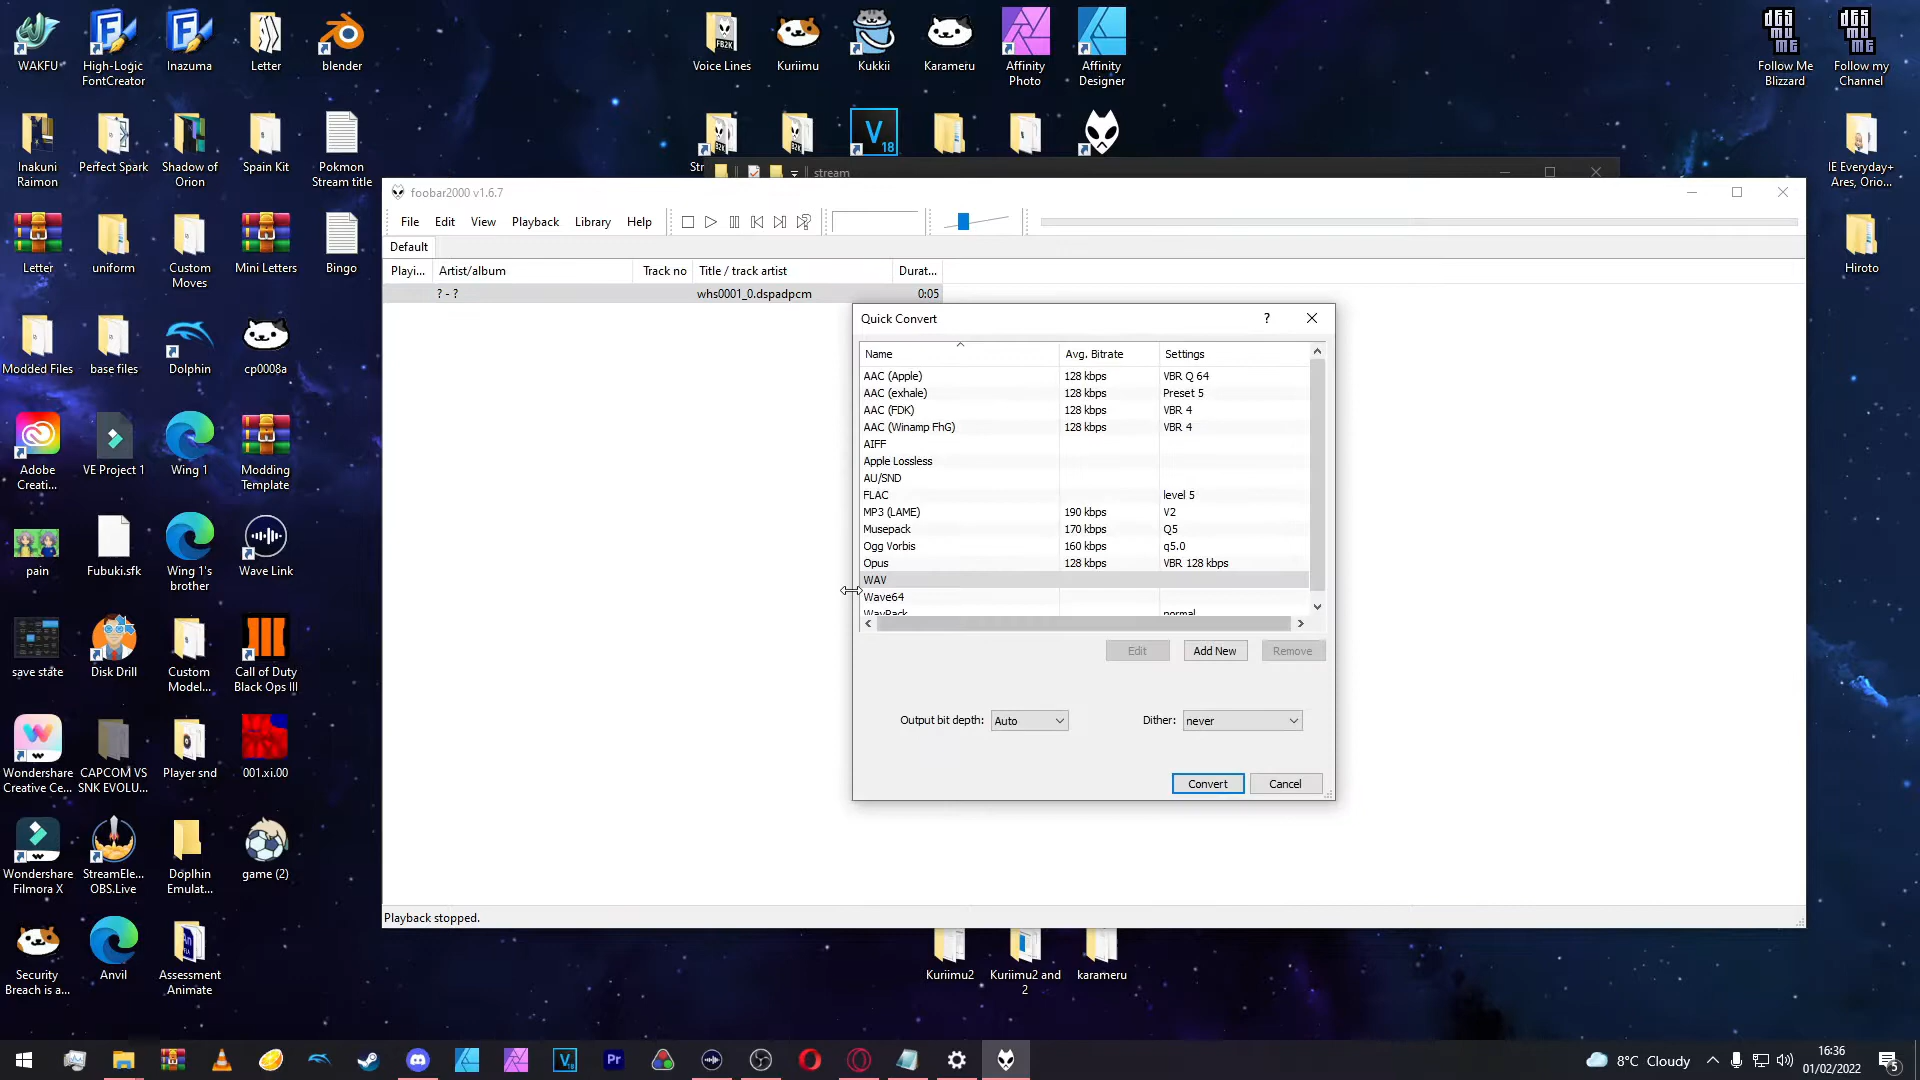 WAKFU
High-Logic
FontCreator
Inazuma
Letter
blender
FB2K
Voice Lines
Kuriimu
Kukkii
Karameru
Affinity
Photo
Affinity
Designer
DES
MU
ME
Follow Me
Blizzard
DES
MU
ME
Follow my
Channel
Inakuni
Raimon
Perfect Spark
Shadow of
Orion
Spain Kit
Pokmon
Stream title
V
18
IE Everyday+
Ares, Orio...
stream
foobar2000 v1.6.7
File Edit View Playback Library Help
Default
Playi... Artist/album Track no Title / track artist Durat...
? - ? whs0001_0.dspadpcm 0:05
Letter
uniform
Custom
Moves
Mini Letters
Bingo
Hiroto
Modded Files
base files
Dolphin
cp0008a
Adobe
Creati...
VE Project 1
Wing 1
Modding
Template
pain
Fubuki.sfk
Wing 1's
brother
Wave Link
save state
Disk Drill
Custom
Model...
Call of Duty
Black Ops III
Wondershare
Creative Ce...
CAPCOM VS
SNK EVOLU...
Player snd
001.xi.00
Wondershare
Filmora X
StreamEle...
OBS.Live
Doplhin
Emulat...
game (2)
Security
Breach is a...
Anvil
Assessment
Animate
Quick Convert ?
Name Avg. Bitrate Settings
AAC (Apple) 128 kbps VBR Q 64
AAC (exhale) 128 kbps Preset 5
AAC (FDK) 128 kbps VBR 4
AAC (Winamp FhG) 128 kbps VBR 4
AIFF
Apple Lossless
AU/SND
FLAC level 5
MP3 (LAME) 190 kbps V2
Musepack 170 kbps Q5
Ogg Vorbis 160 kbps q5.0
Opus 128 kbps VBR 128 kbps
WAV
Wave64
WavPack normal
Edit Add New Remove
Output bit depth: Auto Dither: never
Convert Cancel
Playback stopped.
Kuriimu2
Kuriimu2 and
2
karameru
8°C Cloudy
16:36
01/02/2022
5